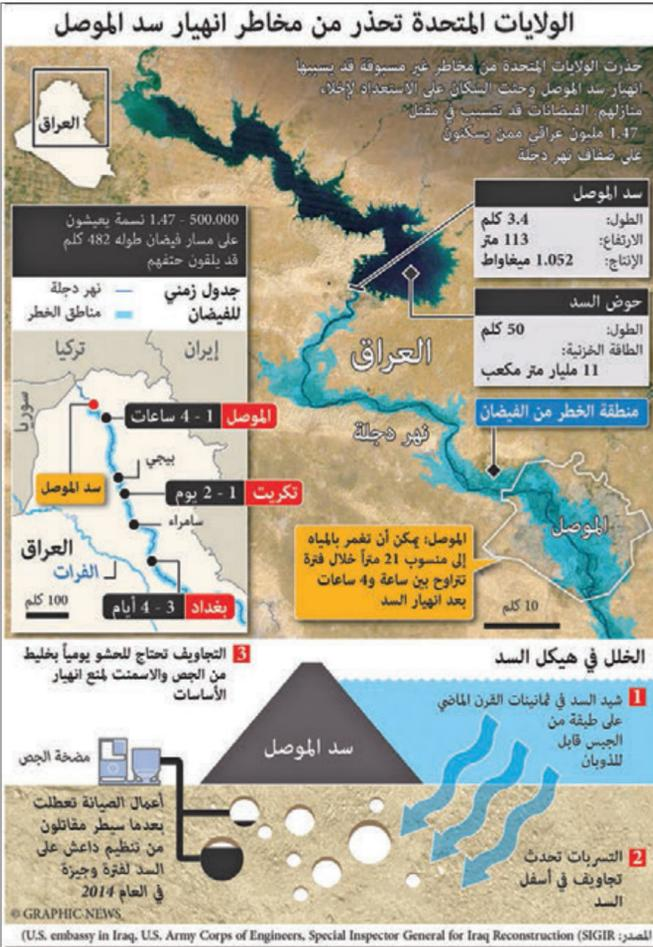 الولايات المتحدة تحذر من مخاطر انهيار سد الموصل
حذرت الولايات المتحدة من مخاطر غير مسبوقة قد يسببها
انهيار سد الموصل وحثت السكان على الاستعداد لإخلاء
منازلهم. الفيضانات قد تتسبب في مقتل
1.47 مليون عراقي ممن يسكنون
على ضفاف نهر دجلة
العراق
سد الموصل
الطول: 3.4 كلم
الارتفاع: 113 متر
الإنتاج: 1.052 ميغاواط
حوض السد
الطول: 50 كلم
الطاقة الخزنية:
11 مليار متر مكعب
العراق
نهر دجلة
منطقة الخطر من الفيضان
الموصل
الموصل: يمكن أن تغمر بالمياه
إلى منسوب 21 متراً خلال فترة
تتراوح بين ساعة و4 ساعات
بعد انهيار السد
10 كلم
500.000 - 1.47 نسمة يعيشون
على مسار فيضان طوله 482 كلم
قد يلقون حتفهم
جدول زمني
للفيضان
نهر دجلة
مناطق الخطر
تركيا
إيران
سوريا
الموصل 1 - 4 ساعات
بيجي
سد الموصل
تكريت 1 - 2 يوم
سامراء
العراق
الفرات
بغداد 3 - 4 أيام
100 كلم
الخلل في هيكل السد
1 شيد السد في ثمانينات القرن الماضي
على طبقة من
الجبس قابل
للذوبان
2 التسربات تحدث
تجاويف في أسفل
السد
3 التجاويف تحتاج للحشو يومياً بخليط
من الجص والاسمنت لمنع انهيار
الأساسات
سد الموصل
مضخة الجص
أعمال الصيانة تعطلت
بعدما سيطر مقاتلون
من تنظيم داعش على
السد لفترة وجيزة
في العام 2014
© GRAPHIC NEWS
المصدر: U.S. embassy in Iraq, U.S. Army Corps of Engineers, Special Inspector General for Iraq Reconstruction (SIGIR)